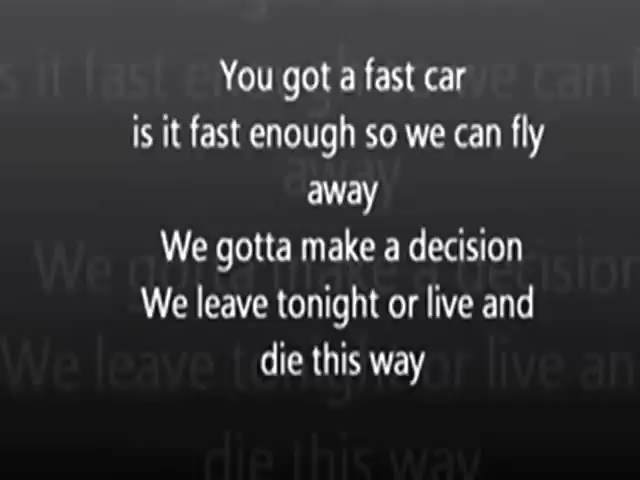 You got a fast car
is it fast enough so we can fly
away
We gotta make a decision
We leave tonight or live and
die this way